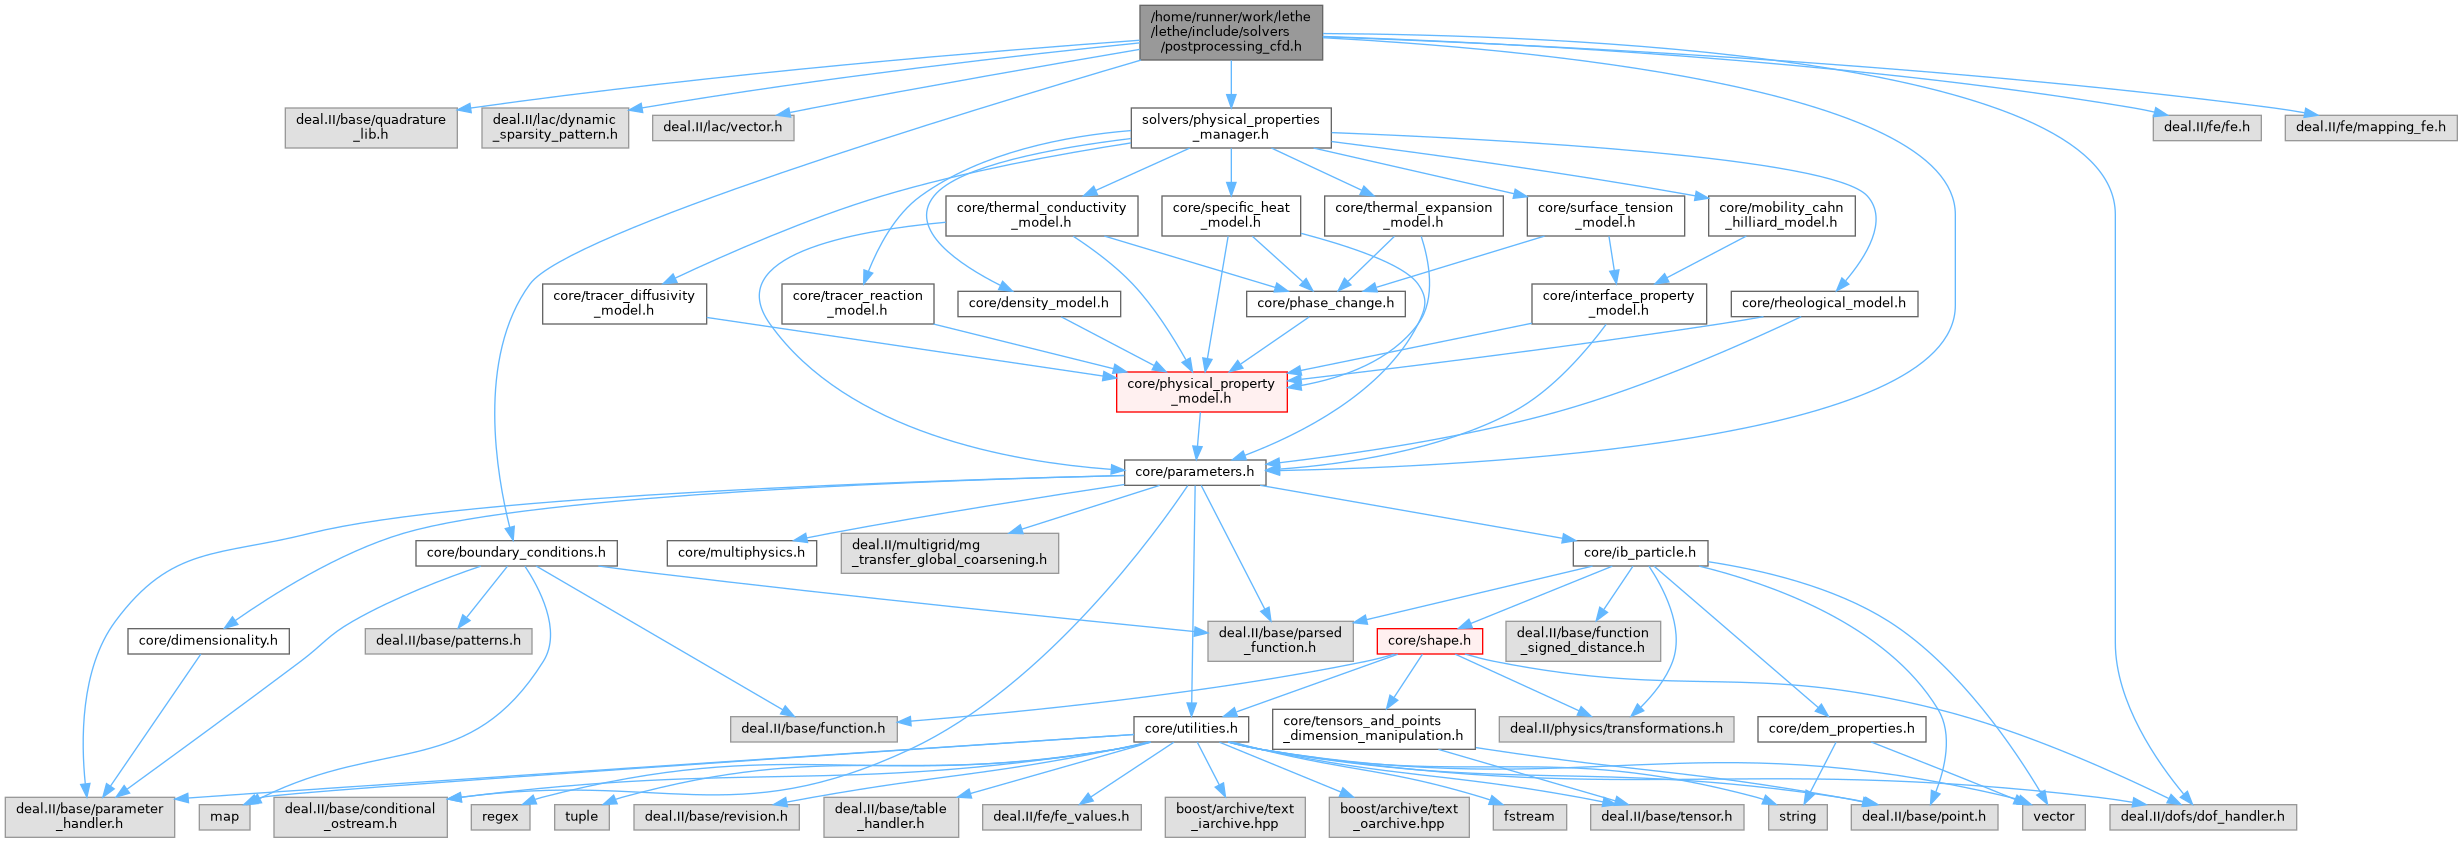 /home/runner/work/lethe
/lethe/include/solvers
/postprocessing_cfd.h
deal.II/base/quadrature
_lib.h
deal.II/lac/dynamic
_sparsity_pattern.h
deal.II/lac/vector.h
solvers/physical_properties
_manager.h
deal.II/fe/fe.h
deal.II/fe/mapping_fe.h
core/thermal_conductivity
_model.h
core/specific_heat
_model.h
core/thermal_expansion
_model.h
core/surface_tension
_model.h
core/mobility_cahn
_hilliard_model.h
core/tracer_diffusivity
_model.h
core/tracer_reaction
_model.h
core/density_model.h
core/phase_change.h
core/interface_property
_model.h
core/rheological_model.h
core/physical_property
_model.h
core/parameters.h
core/boundary_conditions.h
core/multiphysics.h
deal.II/multigrid/mg
_transfer_global_coarsening.h
core/ib_particle.h
core/dimensionality.h
deal.II/base/patterns.h
deal.II/base/parsed
_function.h
core/shape.h
deal.II/base/function
_signed_distance.h
deal.II/base/function.h
core/utilities.h
core/tensors_and_points
_dimension_manipulation.h
deal.II/physics/transformations.h
core/dem_properties.h
deal.II/base/parameter
_handler.h
map
deal.II/base/conditional
_ostream.h
regex
tuple
deal.II/base/revision.h
deal.II/base/table
_handler.h
deal.II/fe/fe_values.h
boost/archive/text
_iarchive.hpp
boost/archive/text
_oarchive.hpp
fstream
deal.II/base/tensor.h
string
deal.II/base/point.h
vector
deal.II/dofs/dof_handler.h